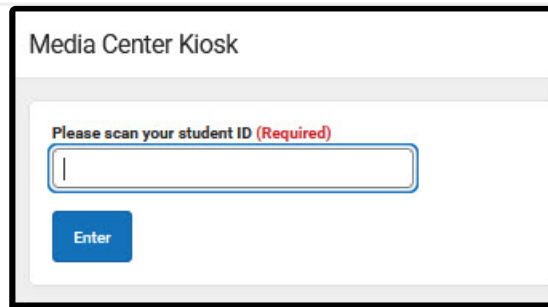 Media Center Kiosk
Please scan your student ID (Required)
Enter